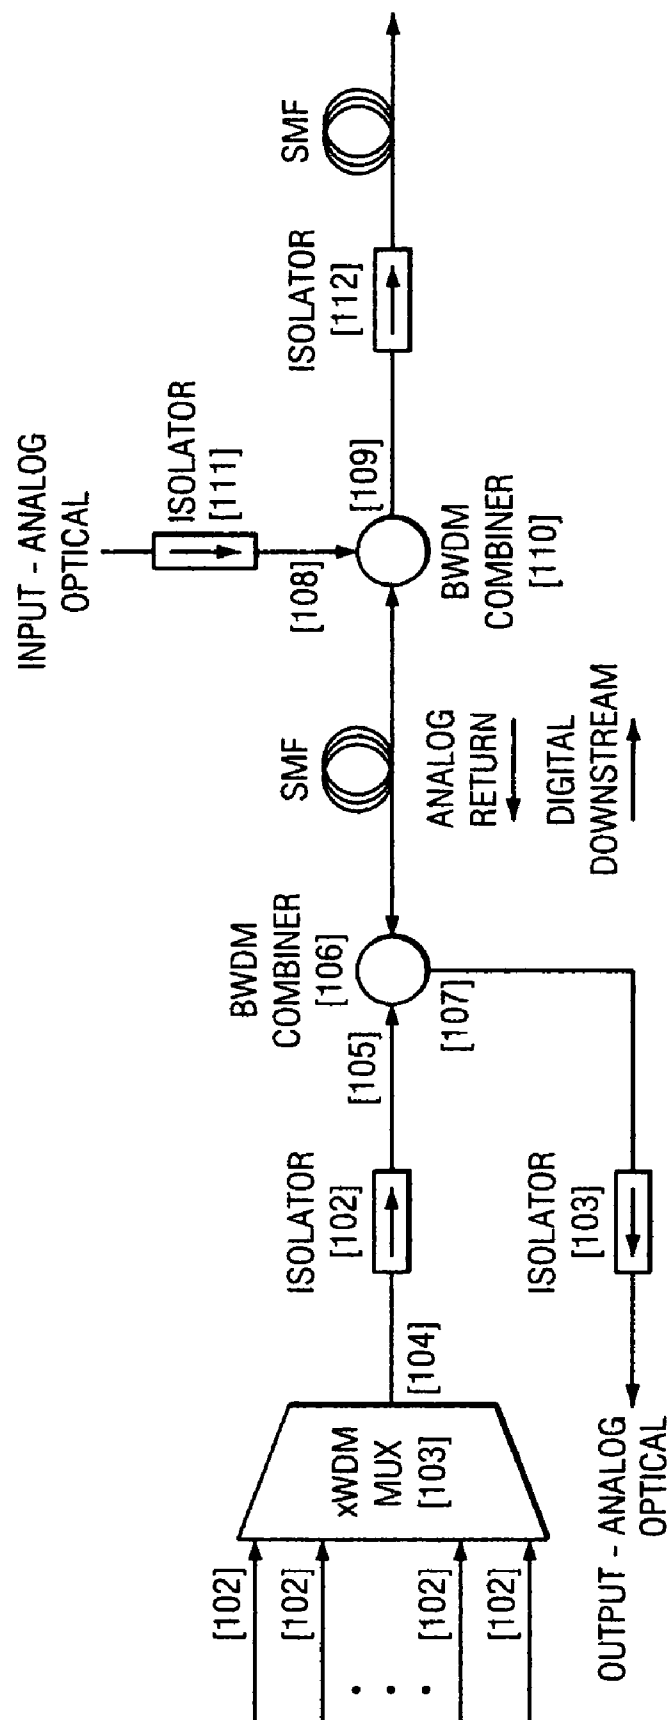 [102]
[102]
[102]
[102]
xWDM
MUX
[103]
[104]
ISOLATOR
[102]
[105]
BWDM
COMBINER
[106]
[107]
ISOLATOR
[103]
OUTPUT - ANALOG
OPTICAL
SMF
ANALOG
RETURN
DIGITAL
DOWNSTREAM
INPUT - ANALOG
OPTICAL
ISOLATOR
[111]
[108]
[109]
BWDM
COMBINER
[110]
ISOLATOR
[112]
SMF